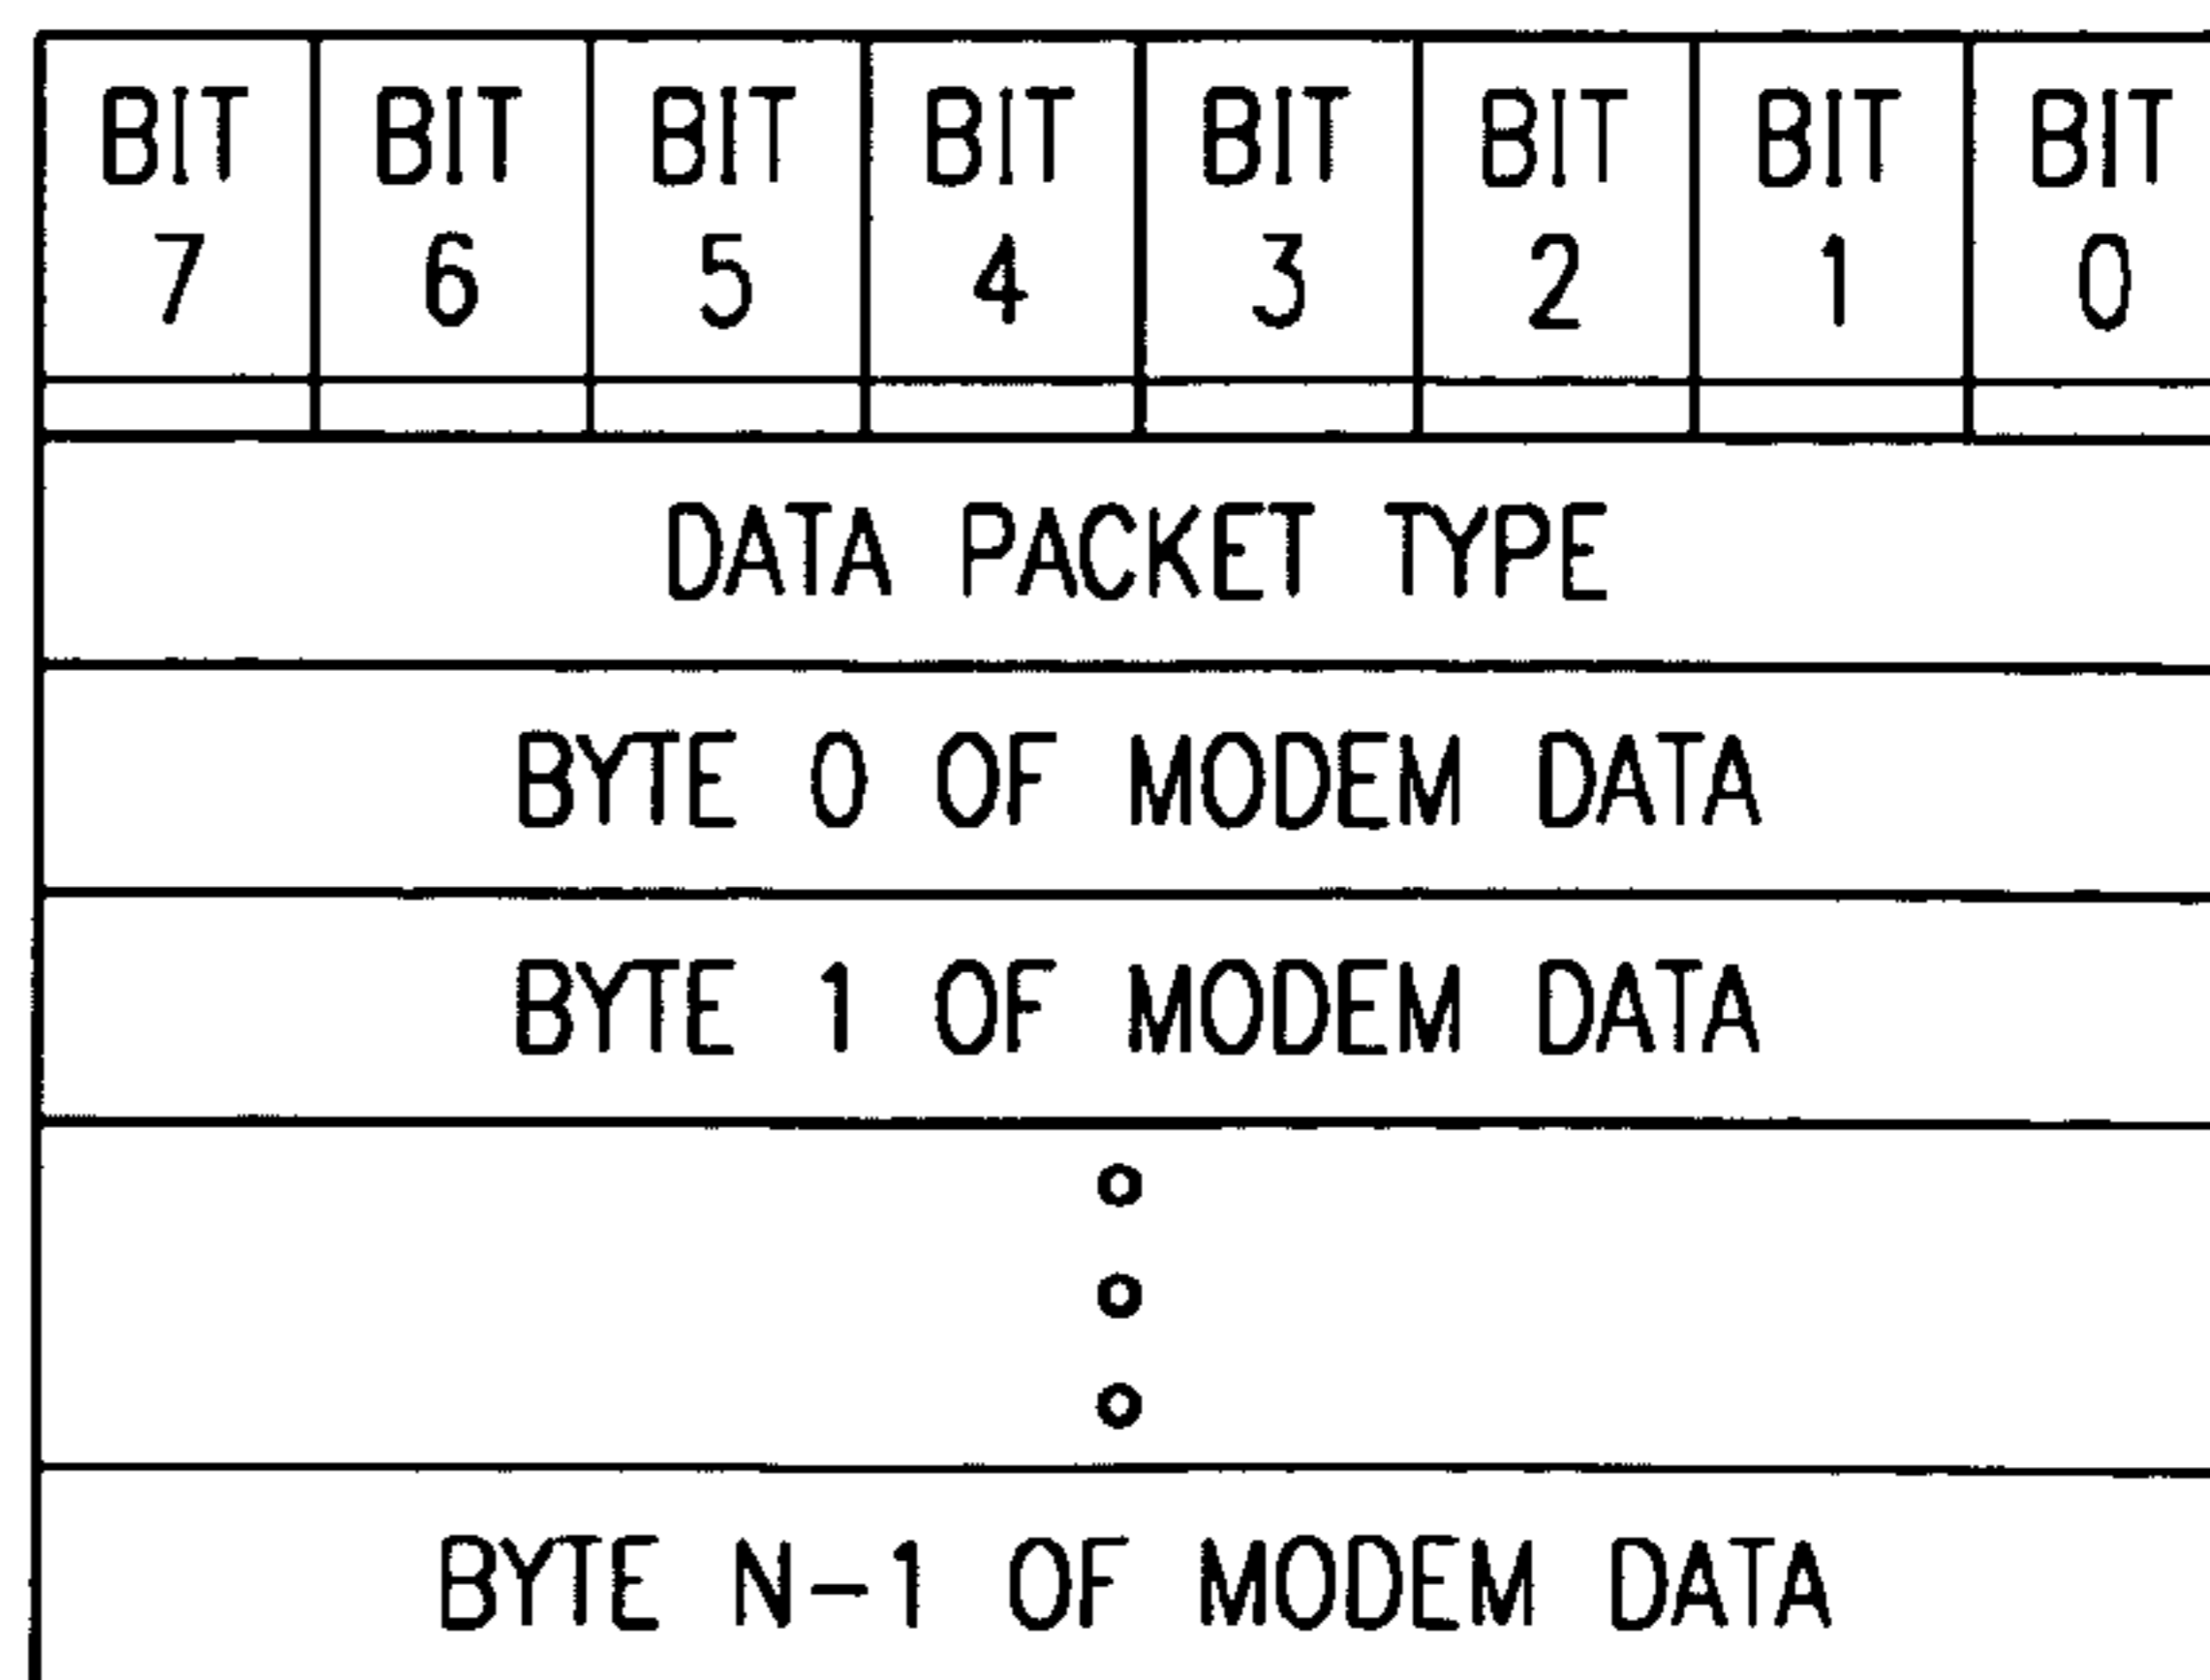 BIT BIT BIT BIT BIT BIT BIT BIT
7 6 5 4 3 2 1 0
DATA PACKET TYPE
BYTE 0 OF MODEM DATA
BYTE 1 OF MODEM DATA
BYTE N-1 OF MODEM DATA